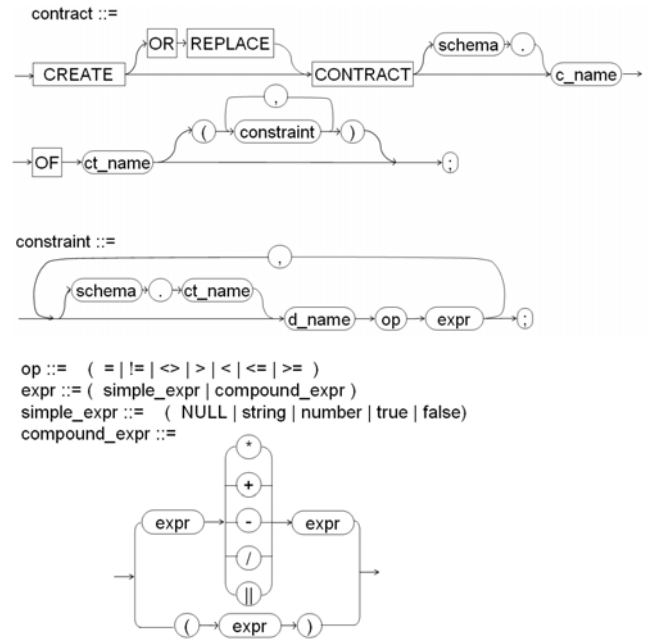 contract ::=
OR REPLACE schema .
CREATE CONTRACT c_name
,
( constraint )
OF ct_name ;
constraint ::=
,
schema . ct_name
d_name op expr ;
op ::= ( = | != | <> | > | < | <= | >= )
expr ::= ( simple_expr | compound_expr )
simple_expr ::= ( NULL | string | number | true | false)
compound_expr ::=
*
+
expr - expr
/
||
( expr )